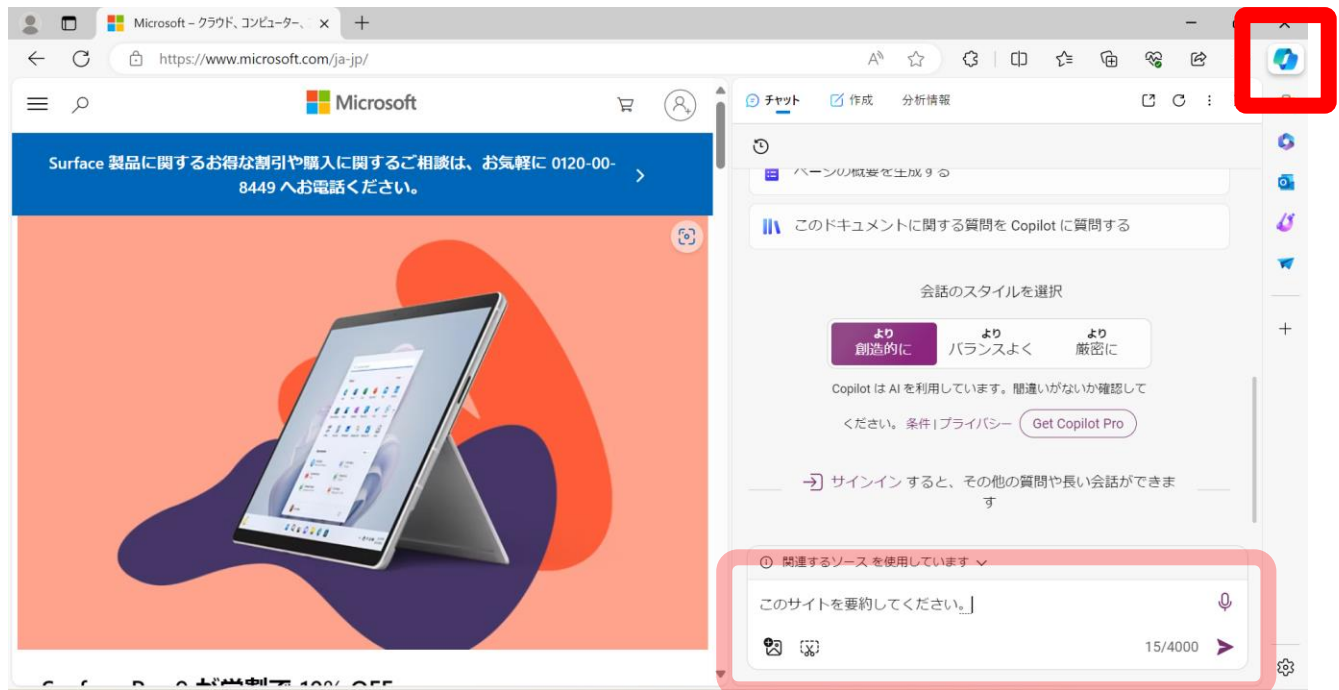 Microsoft – クラウド、コンピューター、
https://www.microsoft.com/ja-jp/
Microsoft
Surface 製品に関するお得な割引や購入に関するご相談は、お気軽に 0120-00-
8449 へお電話ください。
チャット 作成 分析情報
ページの概要を生成する
このドキュメントに関する質問を Copilot に質問する
会話のスタイルを選択
より より より
創造的に バランスよく 厳密に
Copilot は AI を利用しています。間違いがないか確認して
ください。 条件 | プライバシー Get Copilot Pro
サインイン すると、その他の質問や長い会話ができま
す
関連するソース を使用しています
このサイトを要約してください。
15/4000